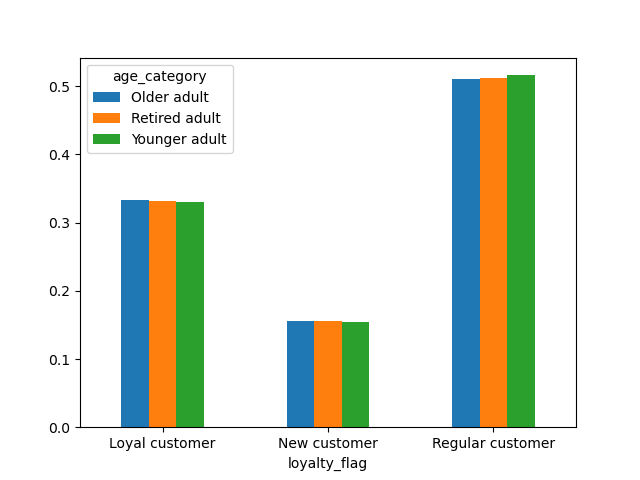 age_category
Older adult
Retired adult
Younger adult
0.5
0.4
0.3
0.2
0.1
0.0
Loyal customer New customer Regular customer
loyalty_flag